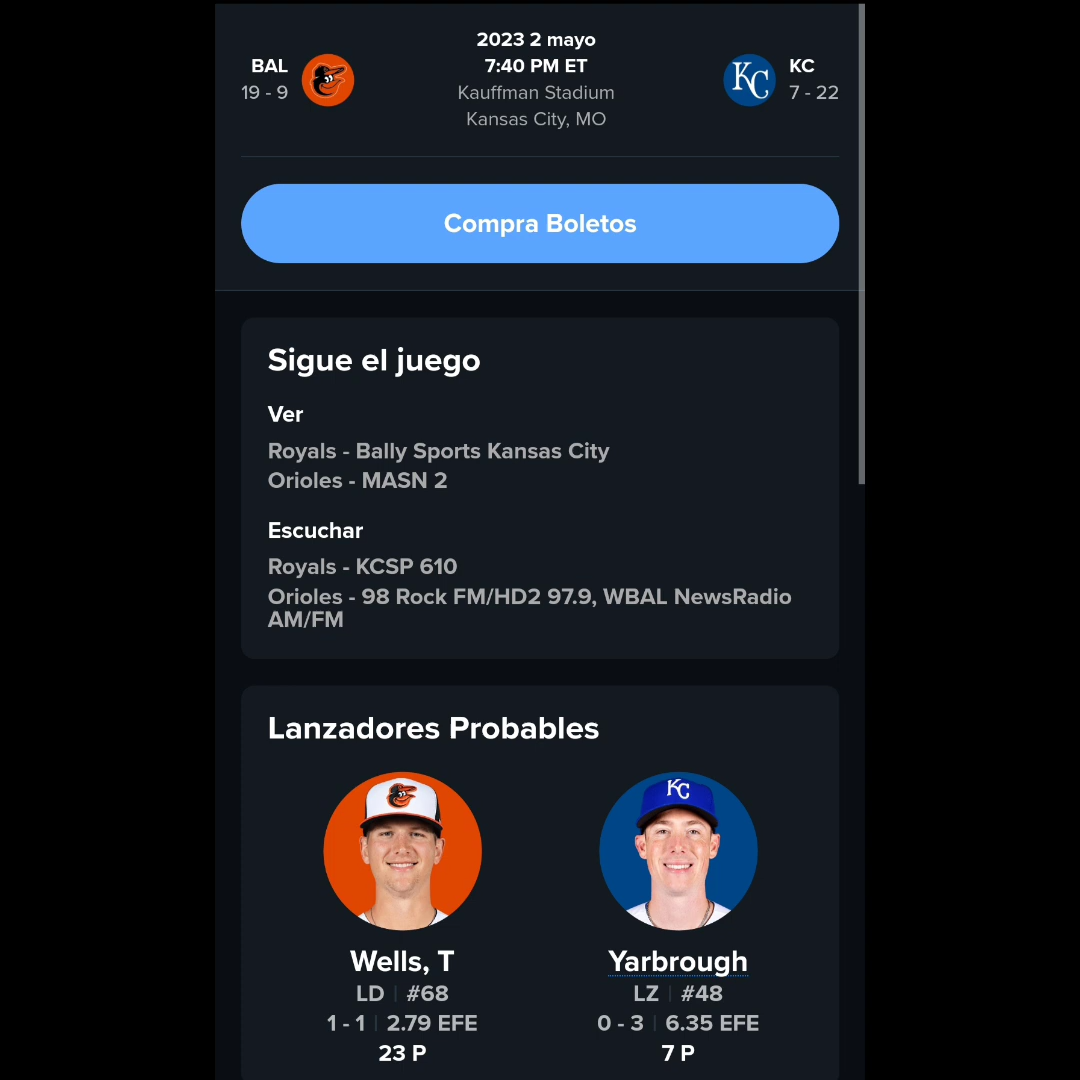 BAL
19 - 9
2023 2 mayo
7:40 PM ET
Kauffman Stadium
Kansas City, MO
KC
KC
7 - 22
Compra Boletos
Sigue el juego
Ver
Royals - Bally Sports Kansas City
Orioles - MASN 2
Escuchar
Royals - KCSP 610
Orioles - 98 Rock FM/HD2 97.9, WBAL NewsRadio
AM/FM
Lanzadores Probables
KC
Wells, T
LD | #68
1 - 1 | 2.79 EFE
23 P
Yarbrough
LZ | #48
0 - 3 | 6.35 EFE
7 P